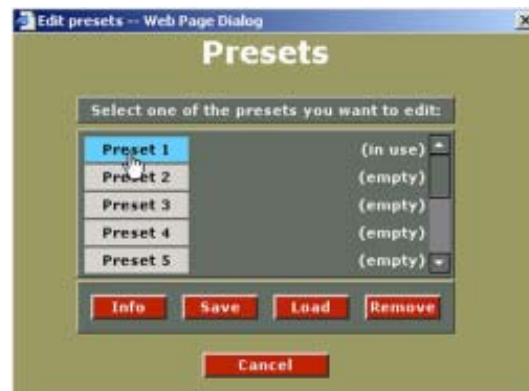 Edit presets -- Web Page Dialog
Presets
Select one of the presets you want to edit:
Preset 1 (in use)
Preset 2 (empty)
Preset 3 (empty)
Preset 4 (empty)
Preset 5 (empty)
Info Save Load Remove
Cancel